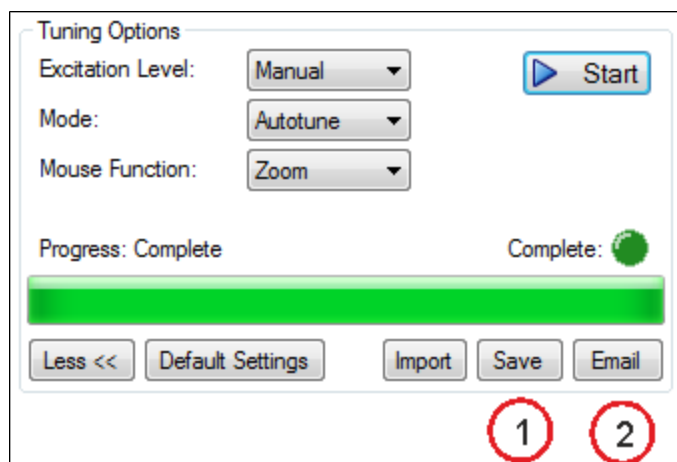 Tuning Options
Excitation Level: Manual Start
Mode: Autotune
Mouse Function: Zoom
Progress: Complete Complete:
Less << Default Settings Import Save Email
1 2